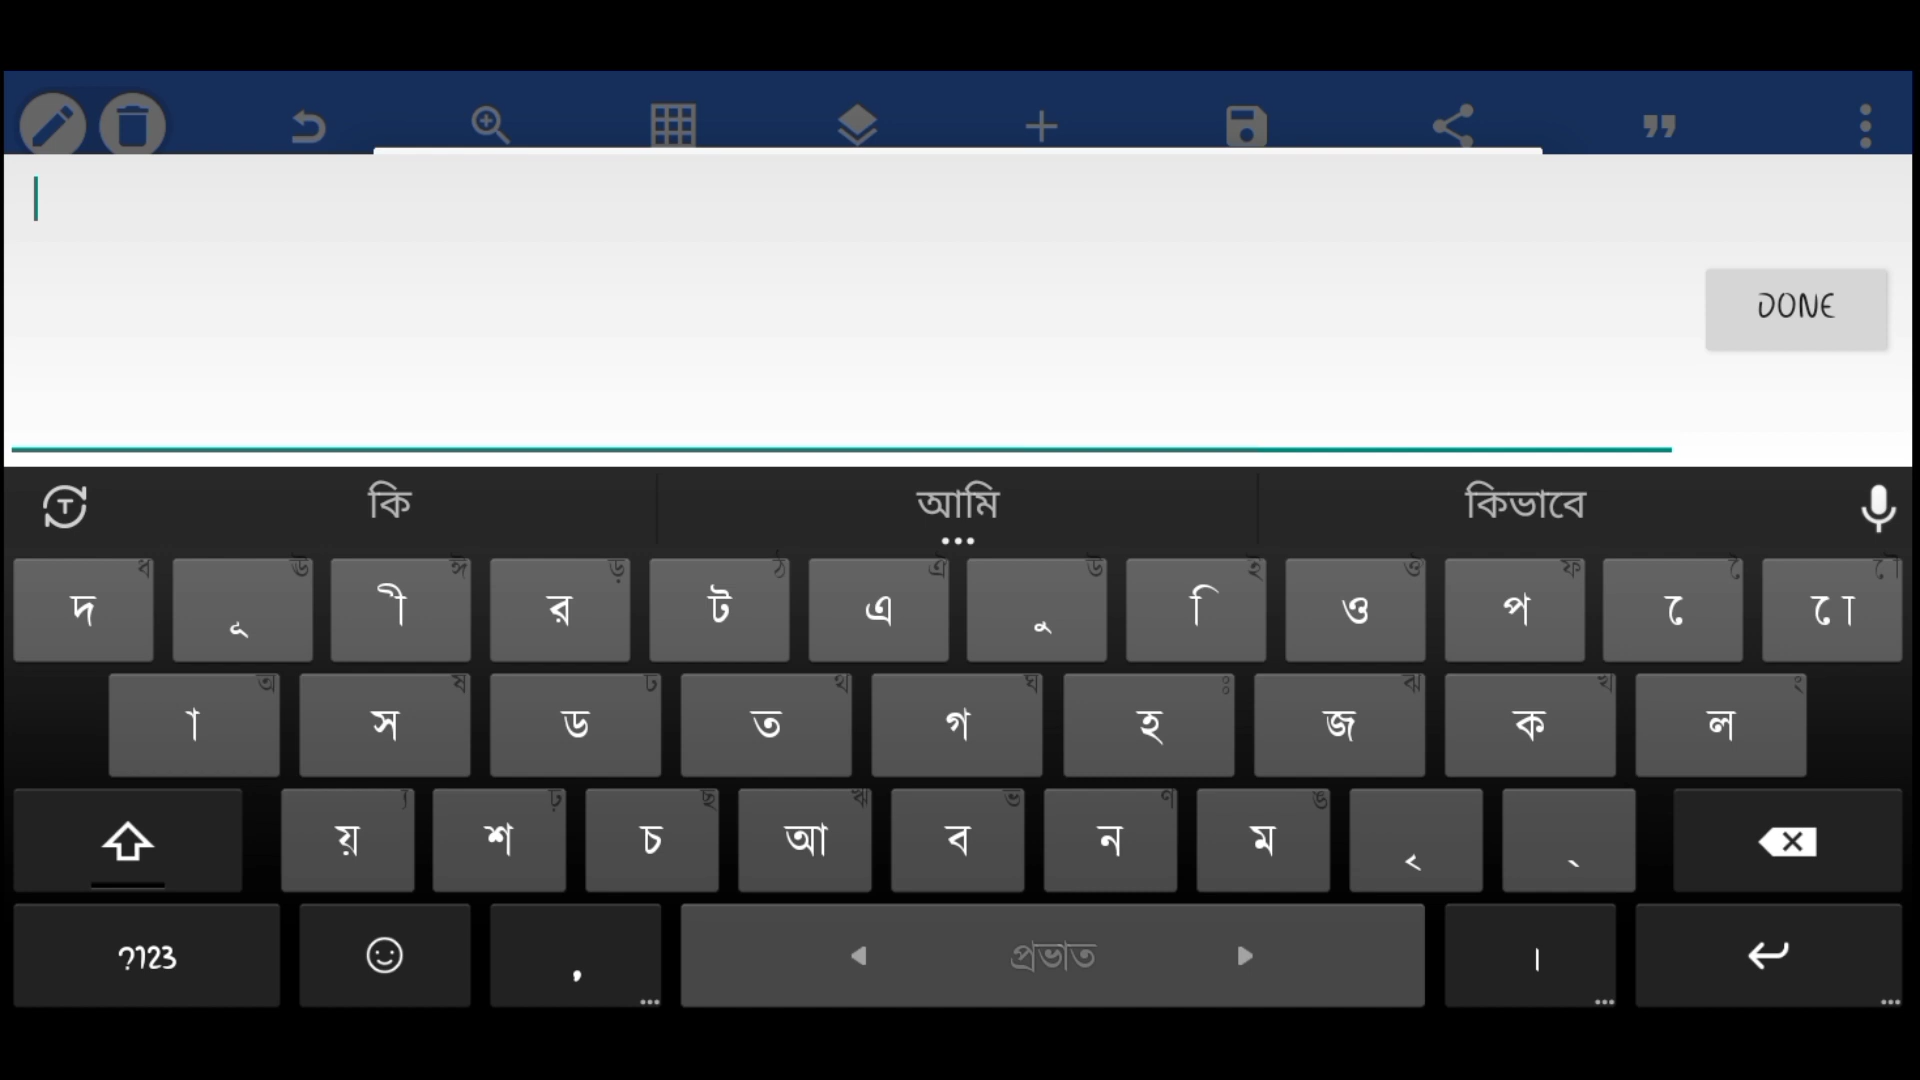 DONE
কি আমি কিভাবে
দ ূ ী র ট এ ু ি ও প ে ো
া স ড ত গ হ জ ক ল
য় শ চ আ ব ন ম ৃ ্
?123 , প্রভাত ।